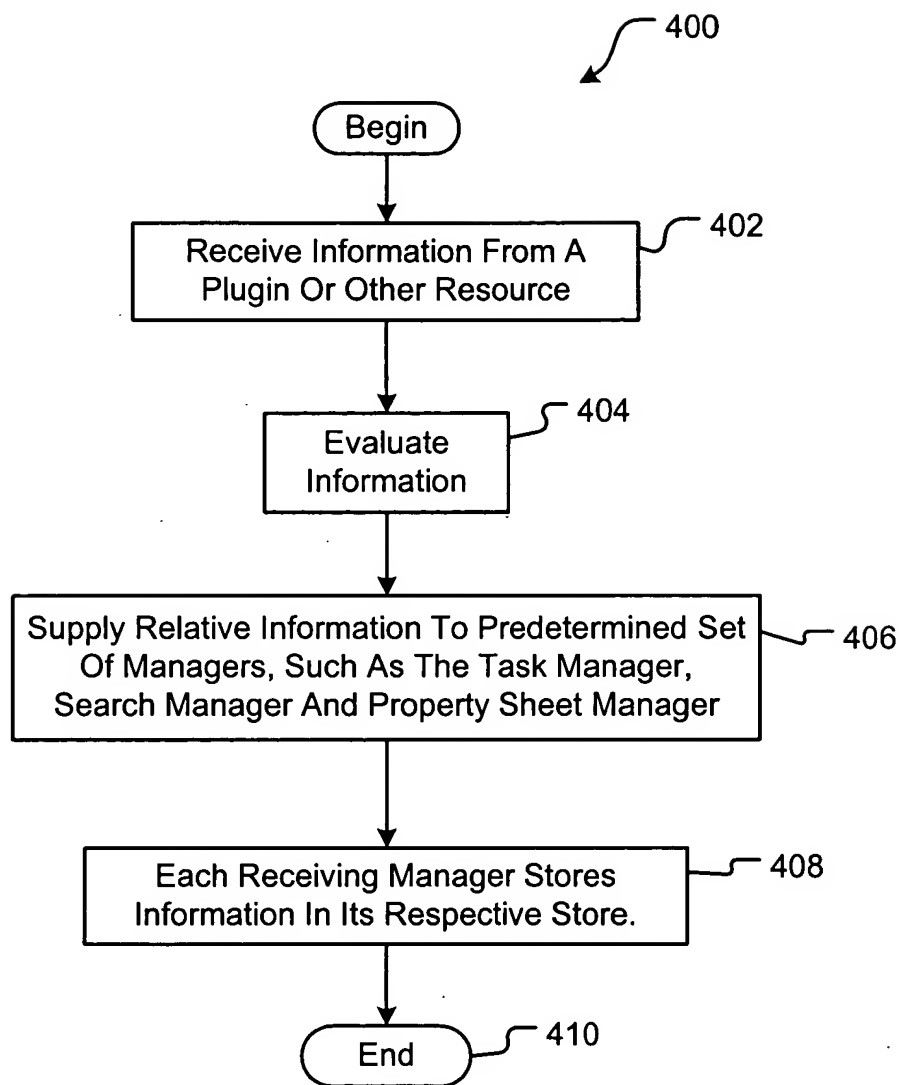 400
Begin
402
Receive Information From A
Plugin Or Other Resource
404
Evaluate
Information
Supply Relative Information To Predetermined Set
Of Managers, Such As The Task Manager,
Search Manager And Property Sheet Manager
406
Each Receiving Manager Stores
Information In Its Respective Store.
408
End
410